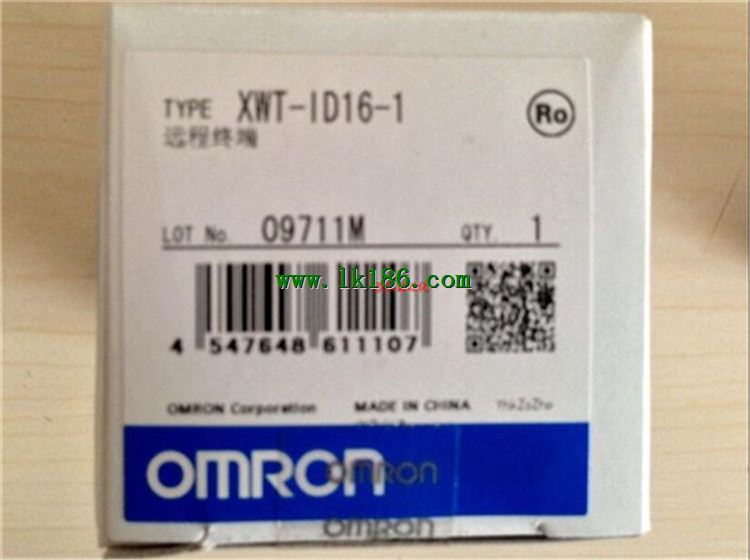 TYPE XWT-ID16-1
Ro
远程终端
LOT No. 09711M QTY. 1
www.lk186.com
4 547648 611107
OMRON Corporation MADE IN CHINA
OMRON
OMRON
OMRON